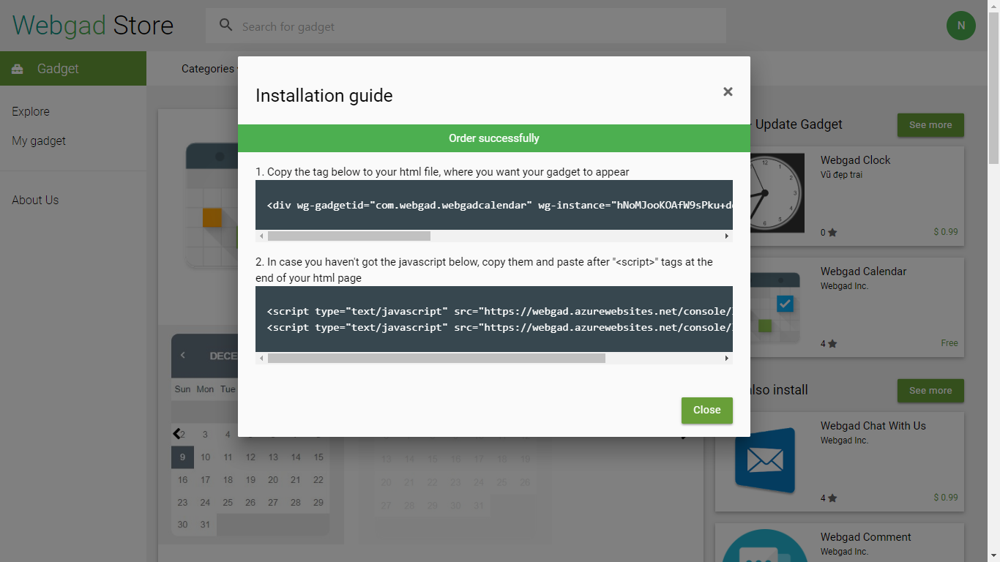 Webgad Store
Search for gadget
N
Gadget
Categories
Explore
My gadget
About Us
Installation guide
×
Order successfully
1. Copy the tag below to your html file, where you want your gadget to appear
<div wg-gadgetid="com.webgad.webgadcalendar" wg-instance="hNoMJooKOAfW9sPku+d
2. In case you haven't got the javascript below, copy them and paste after "<script>" tags at the
end of your html page
<script type="text/javascript" src="https://webgad.azurewebsites.net/console/
<script type="text/javascript" src="https://webgad.azurewebsites.net/console/
Close
Update Gadget
See more
Webgad Clock
Vũ đẹp trai
12
11
1
6
5
0
$ 0.99
Webgad Calendar
Webgad Inc.
4
Free
also install
See more
Webgad Chat With Us
Webgad Inc.
4
$ 0.99
Webgad Comment
Webgad Inc.
DECE
Sun Mon Tue
2 3 4
9 10 11 12 13 14 15
16 17 18 19 20 21 22
23 24 25 26 27 28 29
30 31
13 14 15 16 17 18 19
20 21 22 23 24 25 26
27 28 29 30 31